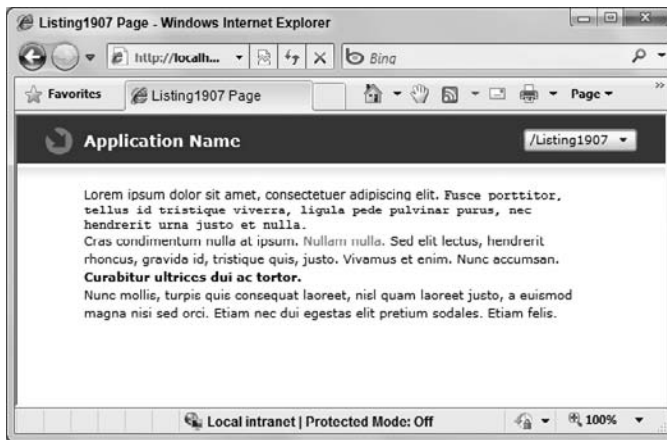 Listing1907 Page - Windows Internet Explorer
http://localh... Bing
Favorites Listing1907 Page Page
Application Name /Listing1907
Lorem ipsum dolor sit amet, consectetuer adipiscing elit. Fusce porttitor,
tellus id tristique viverra, ligula pede pulvinar purus, nec
hendrerit urna justo et nulla.
Cras condimentum nulla at ipsum. Nullam nulla. Sed elit lectus, hendrerit
rhoncus, gravida id, tristique quis, justo. Vivamus et enim. Nunc accumsan.
Curabitur ultrices dui ac tortor.
Nunc mollis, turpis quis consequat laoreet, nisl quam laoreet justo, a euismod
magna nisi sed orci. Etiam nec dui egestas elit pretium sodales. Etiam felis.
Local intranet | Protected Mode: Off 100%